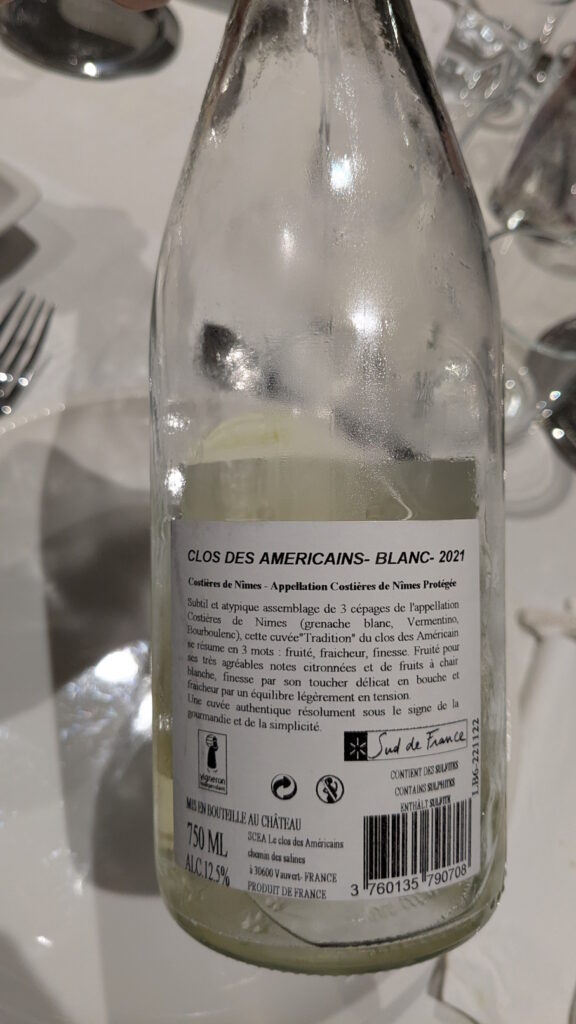 CLOS DES AMERICAINS- BLANC- 2021
Costières de Nîmes - Appellation Costières de Nîmes Protégée
Subtil et atypique assemblage de 3 cépages de l'appellation
Costières de Nimes (grenache blanc, Vermentino,
Bourboulene), cette cuvée"Tradition" du clos des Américain
se résume en 3 mots : fruité, fraicheur, finesse. Fruité pour
ses très agréables notes citronnées et de fruits à chair
blanche, finesse par son toucher délicat en bouche et
fraicheur par un équilibre légèrement en tension.
Une cuvée authentique résolument sous le signe de la
gourmandie et de la simplicité.
vigneron
indépendant
Sud de France
CONTIENT DES SULFITES
CONTAINS SULPHITES
ENTHÄLT SULFITE
LB6-221122
MIS EN BOUTEILLE AU CHÂTEAU
750 ML
ALC.12.5%
SCEA Le clos des Américains
chemin des salines
à 30600 Vauvert- FRANCE
PRODUIT DE FRANCE
3 760135 790708